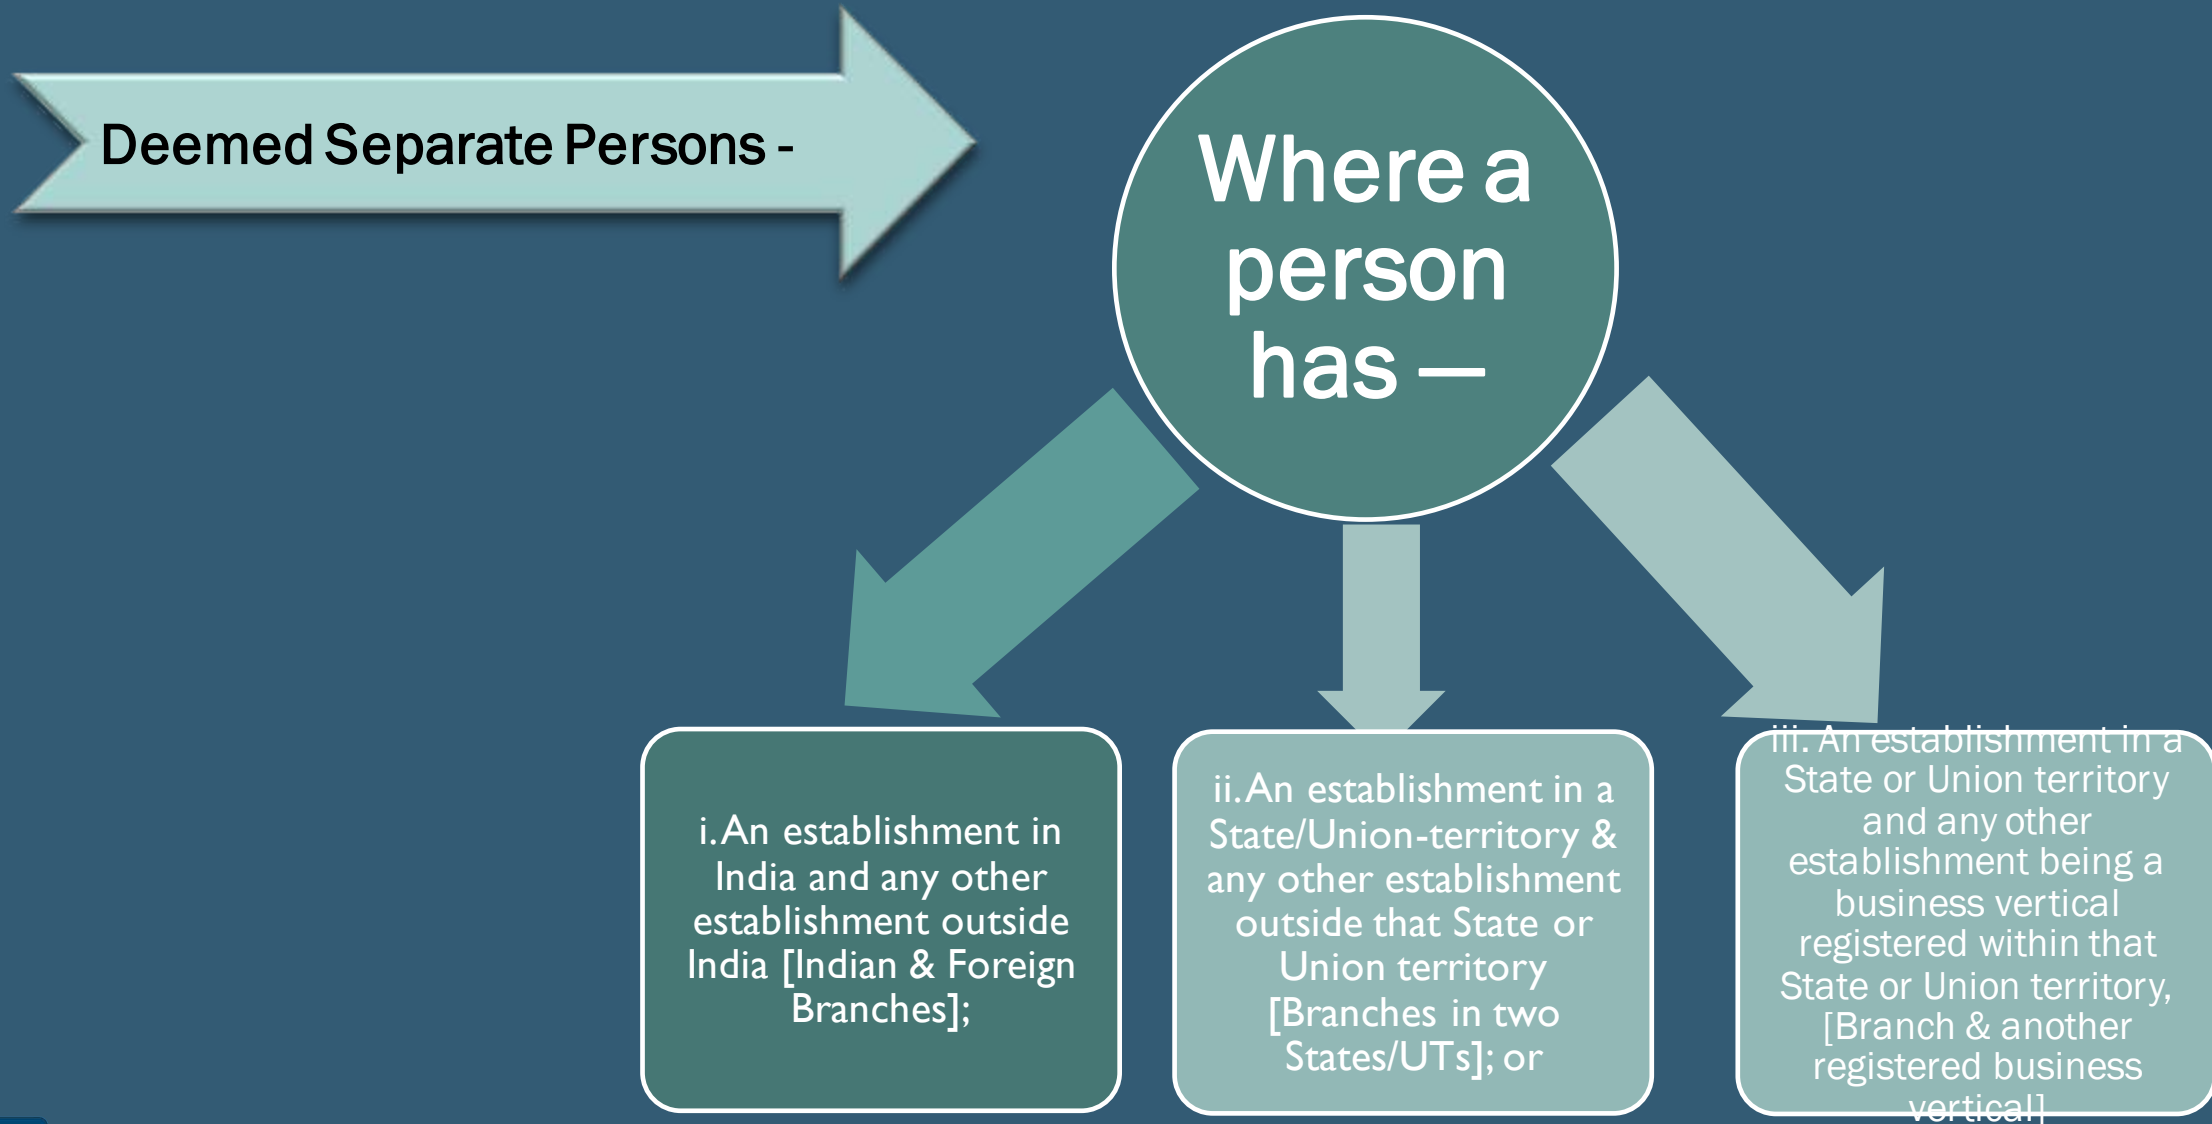 Deemed Separate Persons -
Where a
person
has —
i. An establishment in
India and any other
establishment outside
India [Indian & Foreign
Branches];
ii. An establishment in a
State/Union-territory &
any other establishment
outside that State or
Union territory
[Branches in two
States/UTs]; or
iii. An establishment in a
State or Union territory
and any other
establishment being a
business vertical
registered within that
State or Union territory,
[Branch & another
registered business
vertical]